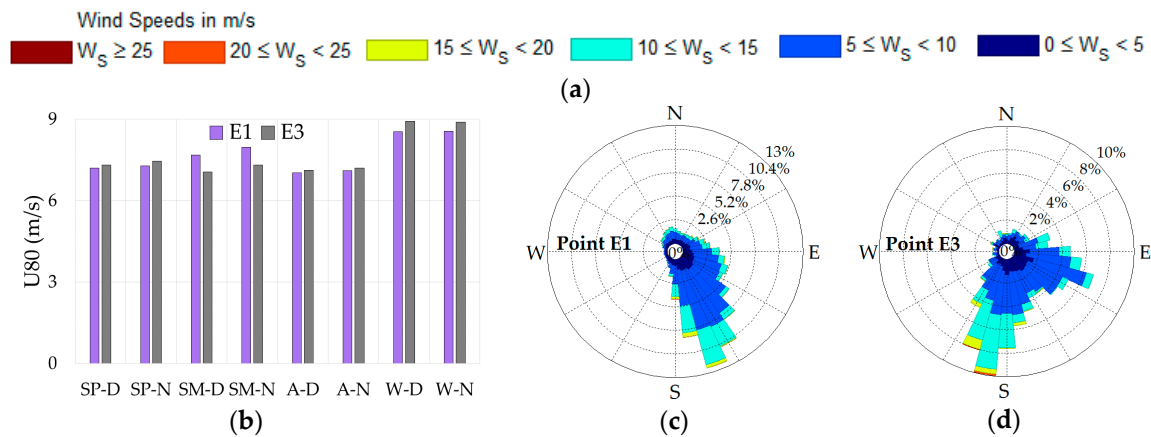 Wind Speeds in m/s
W_S ≥ 25
20 ≤ W_S < 25
15 ≤ W_S < 20
10 ≤ W_S < 15
5 ≤ W_S < 10
0 ≤ W_S < 5
(a)
U80 (m/s)
9
6
3
0
E1
E3
SP-D
SP-N
SM-D
SM-N
A-D
A-N
W-D
W-N
(b)
N
13%
10.4%
7.8%
5.2%
2.6%
0%
W
Point E1
E
S
(c)
N
10%
8%
6%
4%
2%
0%
W
Point E3
E
S
(d)